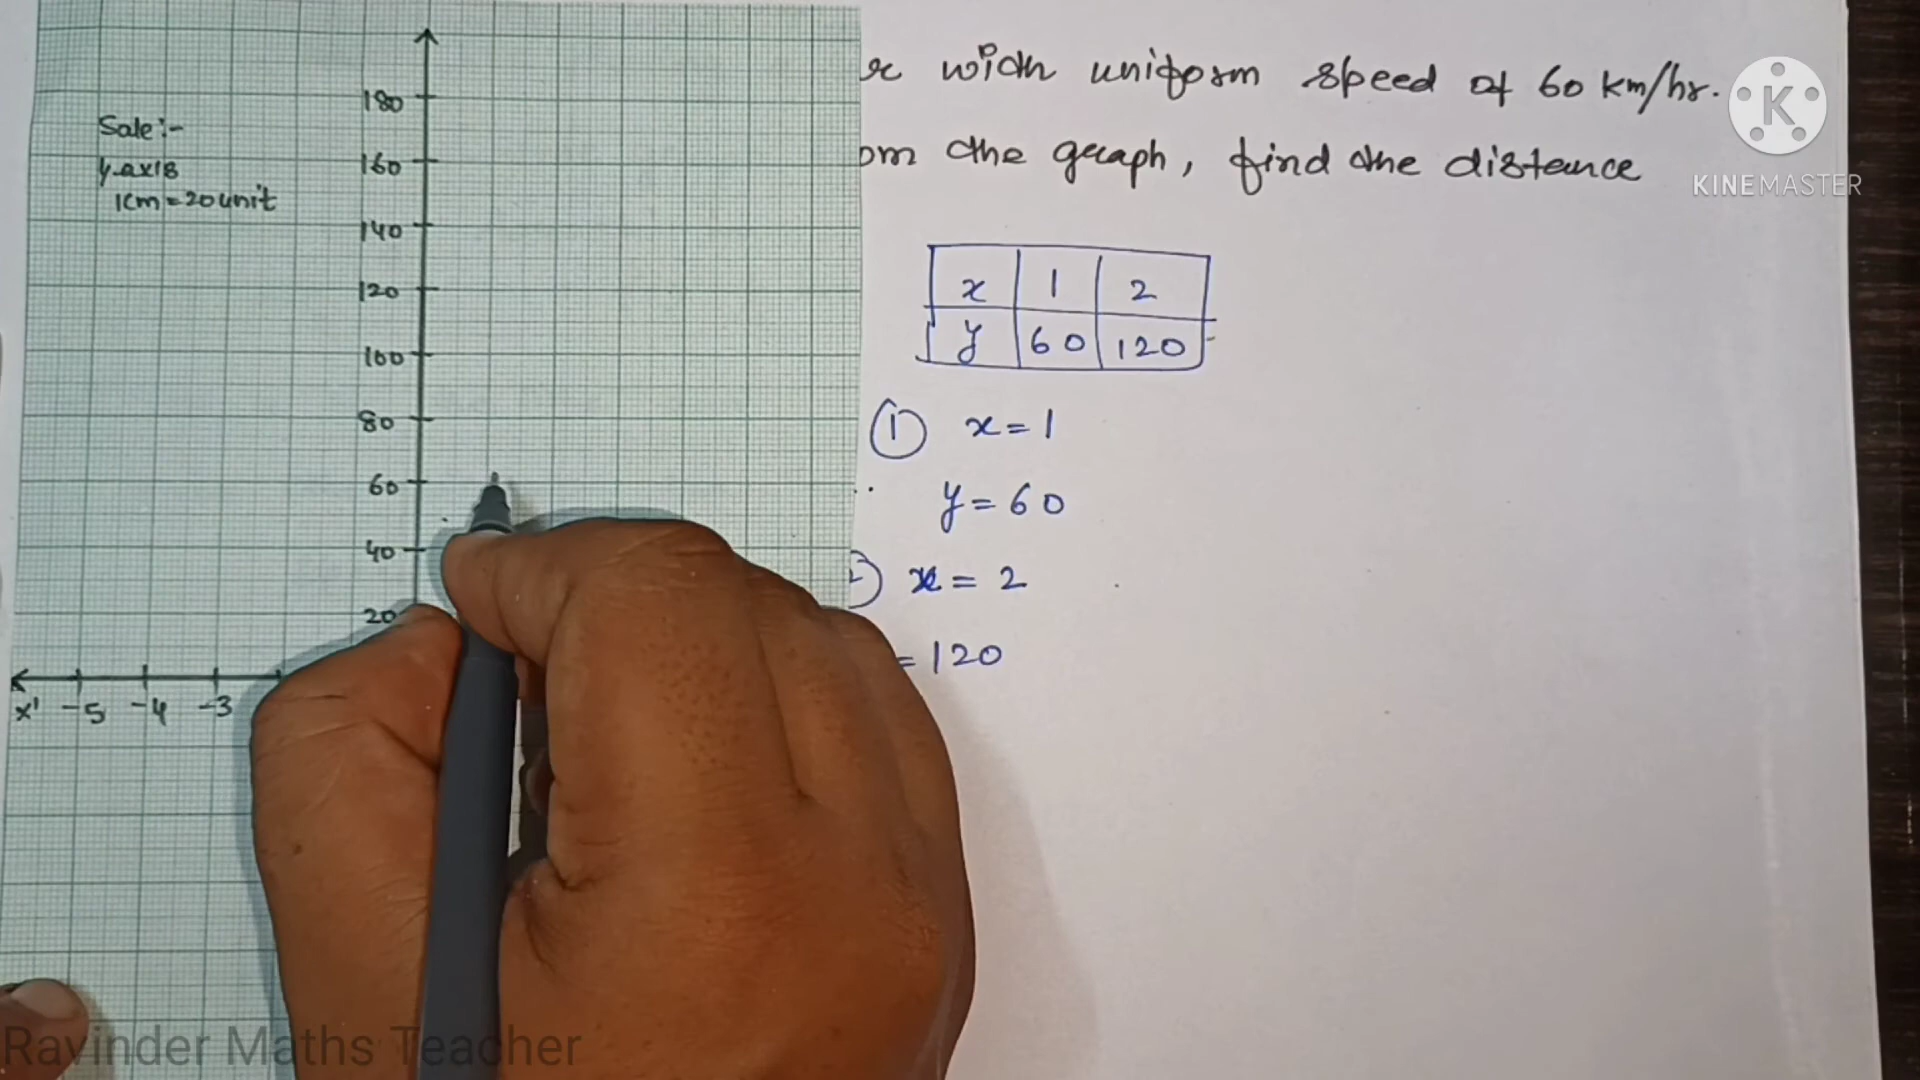 with uniform speed of 60 km/hr.
om the graph, find the distance
KINEMASTER
K
Sale:-
y-axis
1cm = 20 unit
180
160
140
120
100
80
60
40
20
x' -5 -4 -3
x 1 2
y 60 120
① x = 1
y = 60
x = 2
= 120
Ravinder Maths Teacher